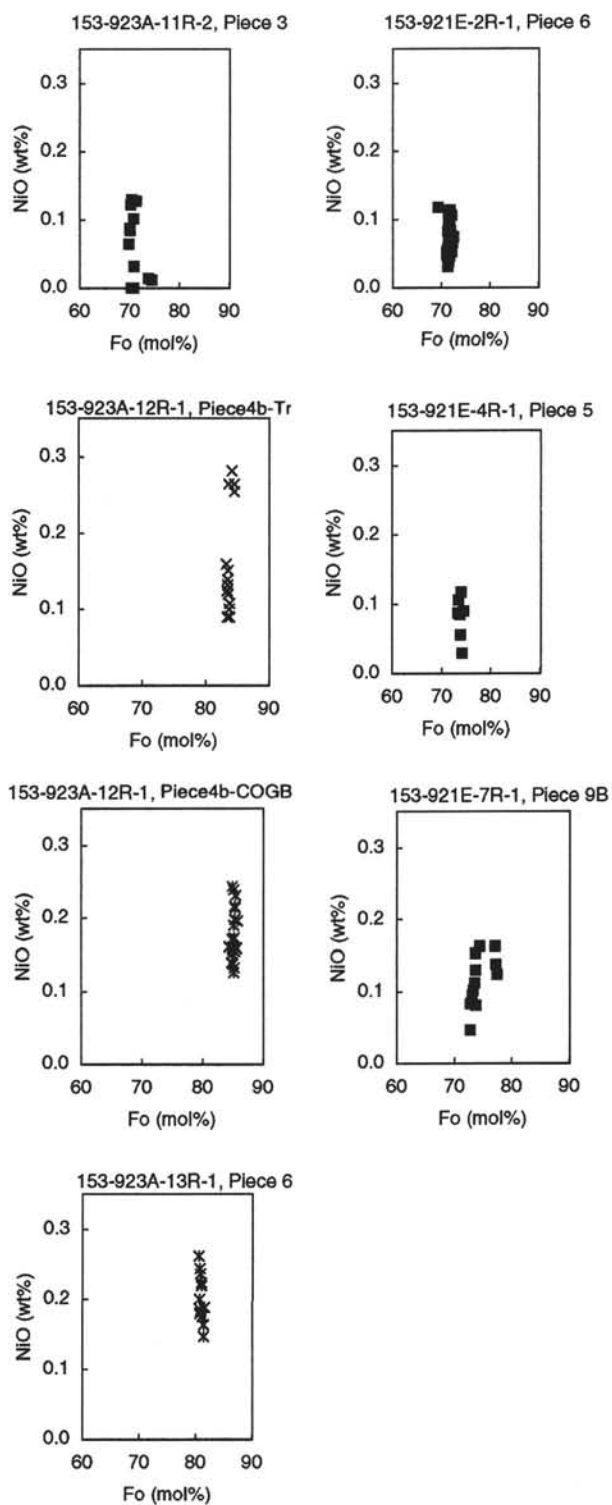 153-923A-11R-2, Piece 3
0.3
0.2
0.1
0.0
NiO (wt%)
60 70 80 90
Fo (mol%)
153-921E-2R-1, Piece 6
0.3
0.2
0.1
0.0
NiO (wt%)
60 70 80 90
Fo (mol%)
153-923A-12R-1, Piece4b-Tr
0.3
0.2
0.1
0.0
NiO (wt%)
60 70 80 90
Fo (mol%)
153-921E-4R-1, Piece 5
0.3
0.2
0.1
0.0
NiO (wt%)
60 70 80 90
Fo (mol%)
153-923A-12R-1, Piece4b-COGB
0.3
0.2
0.1
0.0
NiO (wt%)
60 70 80 90
Fo (mol%)
153-921E-7R-1, Piece 9B
0.3
0.2
0.1
0.0
NiO (wt%)
60 70 80 90
Fo (mol%)
153-923A-13R-1, Piece 6
0.3
0.2
0.1
0.0
NiO (wt%)
60 70 80 90
Fo (mol%)